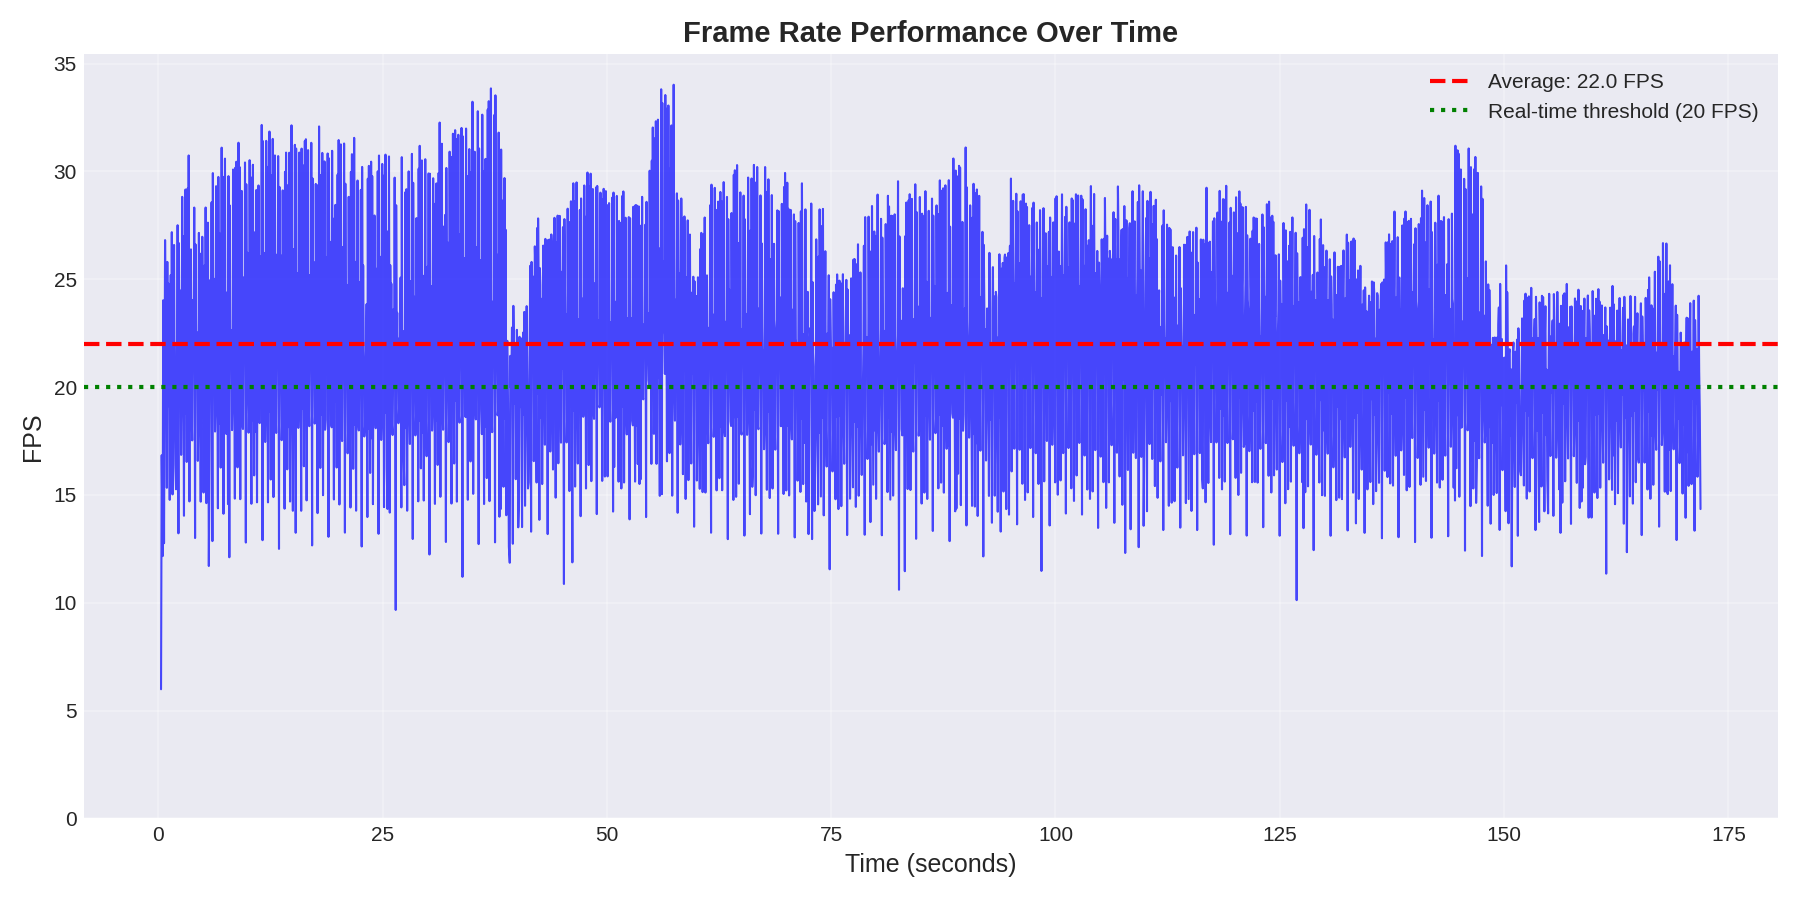 Frame Rate Performance Over Time
35
30
25
20
15
10
5
0
FPS
Average: 22.0 FPS
Real-time threshold (20 FPS)
0 25 50 75 100 125 150 175
Time (seconds)